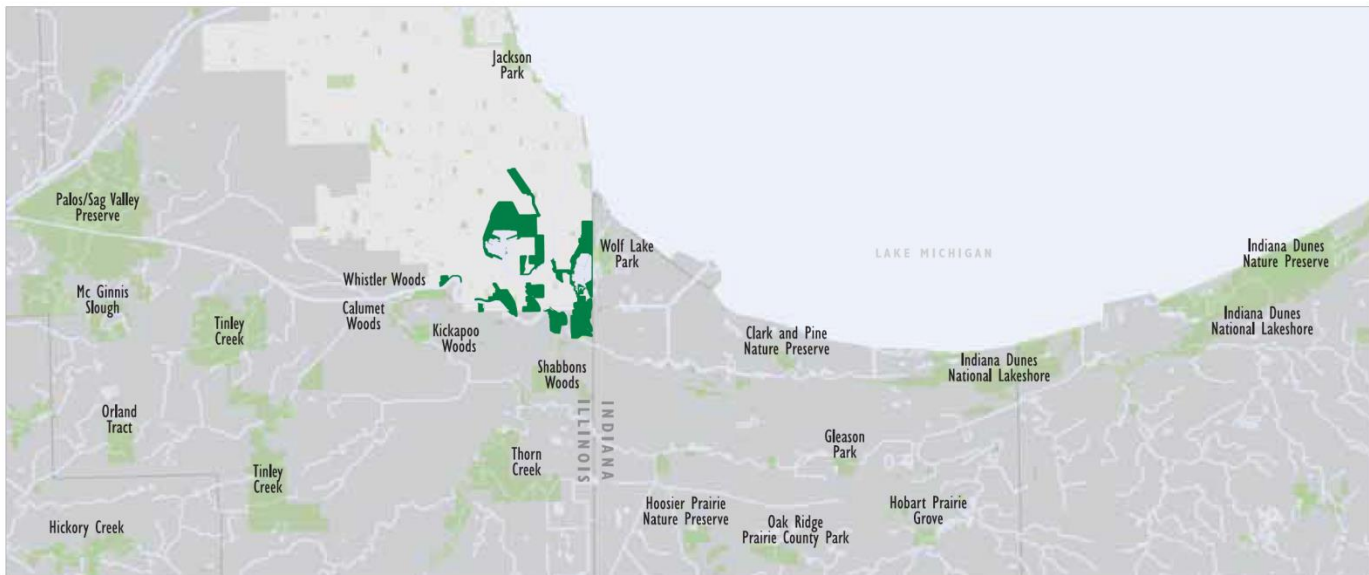 Jackson
Park
Palos/Sag Valley
Preserve
Wolf Lake
Park
LAKE MICHIGAN
Indiana Dunes
Nature Preserve
Whistler Woods
Mc Ginnis
Slough
Calumet
Woods
Tinley
Creek
Kickapoo
Woods
Clark and Pine
Nature Preserve
Indiana Dunes
National Lakeshore
Indiana Dunes
National Lakeshore
Shabbons
Woods
ILLINOIS
INDIANA
Orland
Tract
Gleason
Park
Thorn
Creek
Tinley
Creek
Hoosier Prairie
Nature Preserve
Hobart Prairie
Grove
Oak Ridge
Prairie County Park
Hickory Creek